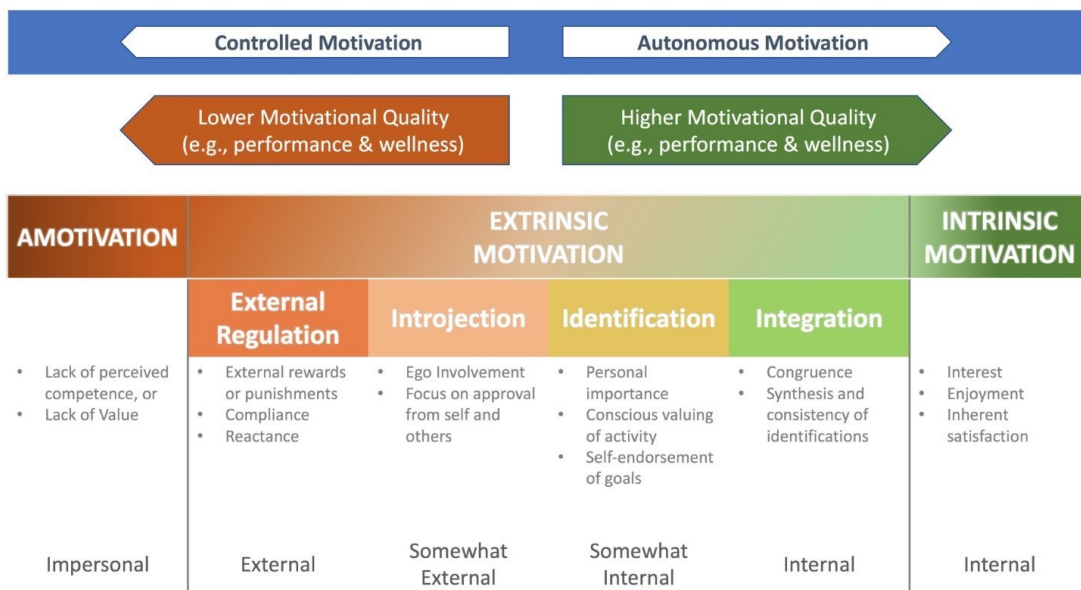 Controlled Motivation
Autonomous Motivation
Lower Motivational Quality
(e.g., performance & wellness)
Higher Motivational Quality
(e.g., performance & wellness)
AMOTIVATION
EXTRINSIC
MOTIVATION
INTRINSIC
MOTIVATION
External
Regulation
Introjection
Identification
Integration
• Lack of perceived
competence, or
• Lack of Value
• External rewards
or punishments
• Compliance
• Reactance
• Ego Involvement
• Focus on approval
from self and
others
• Personal
importance
• Conscious valuing
of activity
• Self-endorsement
of goals
• Congruence
• Synthesis and
consistency of
identifications
• Interest
• Enjoyment
• Inherent
satisfaction
Impersonal
External
Somewhat
External
Somewhat
Internal
Internal
Internal